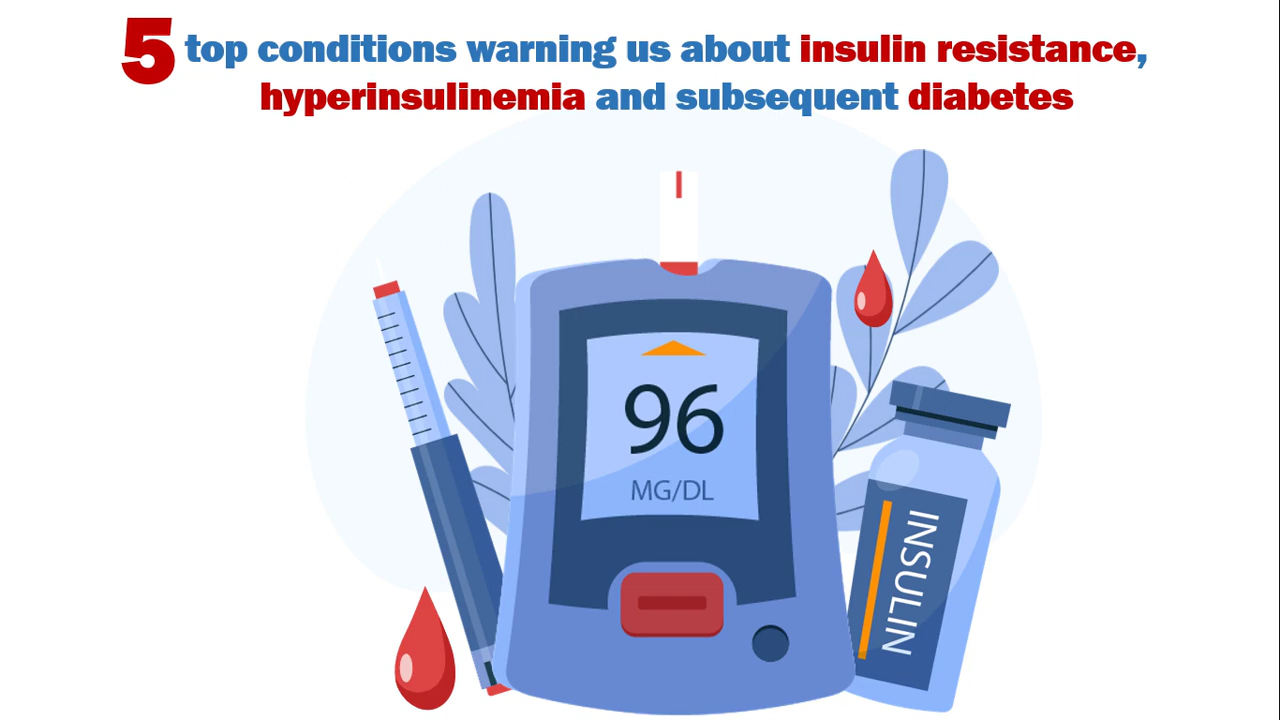 5 top conditions warning us about insulin resistance,
hyperinsulinemia and subsequent diabetes
96
MG/DL
INSULIN